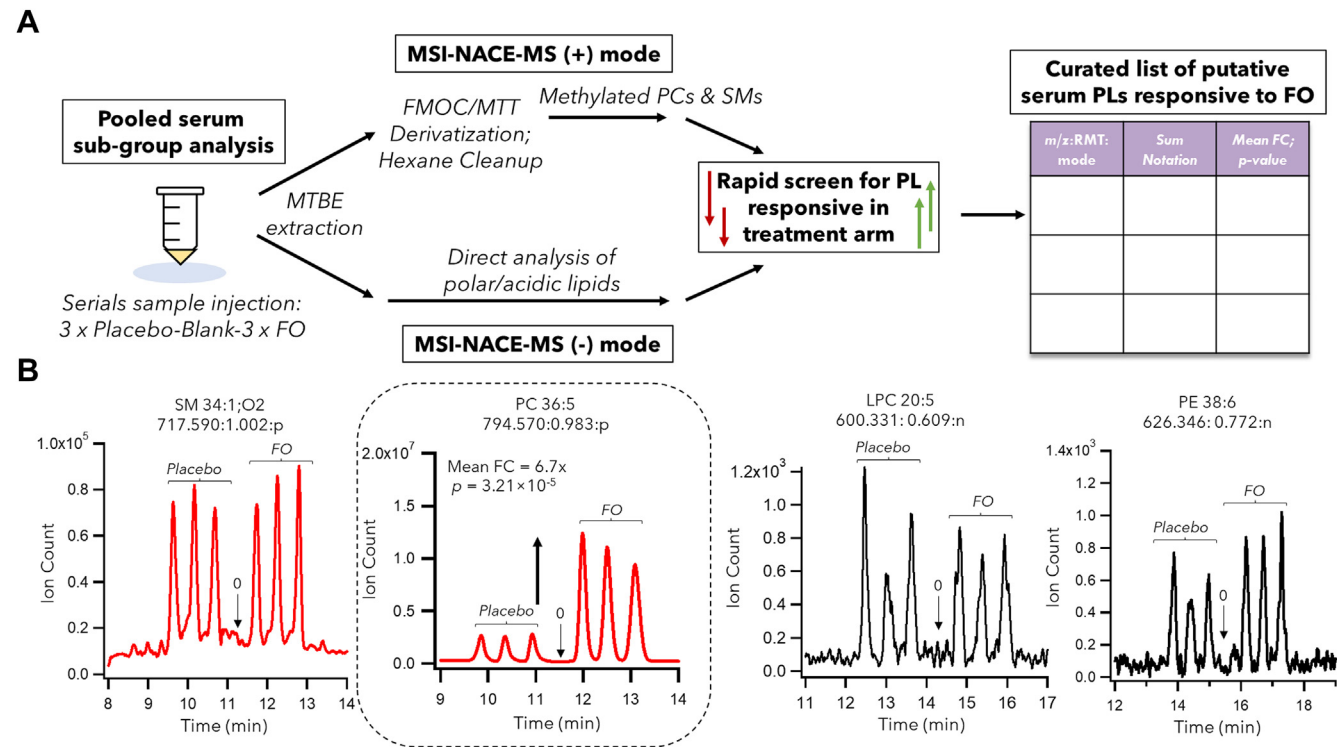 A
MSI-NACE-MS (+) mode
Pooled serum
sub-group analysis
FMOC/MTT
Derivatization;
Hexane Cleanup
Methylated PCs & SMs
MTBE
extraction
Direct analysis of
polar/acidic lipids
Serials sample injection:
3 x Placebo-Blank-3 x FO
MSI-NACE-MS (-) mode
Rapid screen for PL
responsive in
treatment arm
Curated list of putative
serum PLs responsive to FO
m/z:RMT:
mode
Sum
Notation
Mean FC;
p-value
B
SM 34:1;O2
717.590:1.002:p
1.0x10⁵
0.8
0.6
0.4
0.2
0.0
Ion Count
Placebo
FO
0
8 9 10 11 12 13 14
Time (min)
PC 36:5
794.570:0.983:p
2.0x10⁷
1.5
1.0
0.5
0.0
Ion Count
Mean FC = 6.7x
p = 3.21×10⁻⁵
Placebo
FO
0
9 10 11 12 13 14
Time (min)
LPC 20:5
600.331: 0.609:n
1.2x10³
1.0
0.8
0.6
0.4
0.2
0.0
Ion Count
Placebo
FO
0
11 12 13 14 15 16 17
Time (min)
PE 38:6
626.346: 0.772:n
1.4x10³
1.2
1.0
0.8
0.6
0.4
0.2
0.0
Ion Count
Placebo
FO
0
12 14 16 18
Time (min)